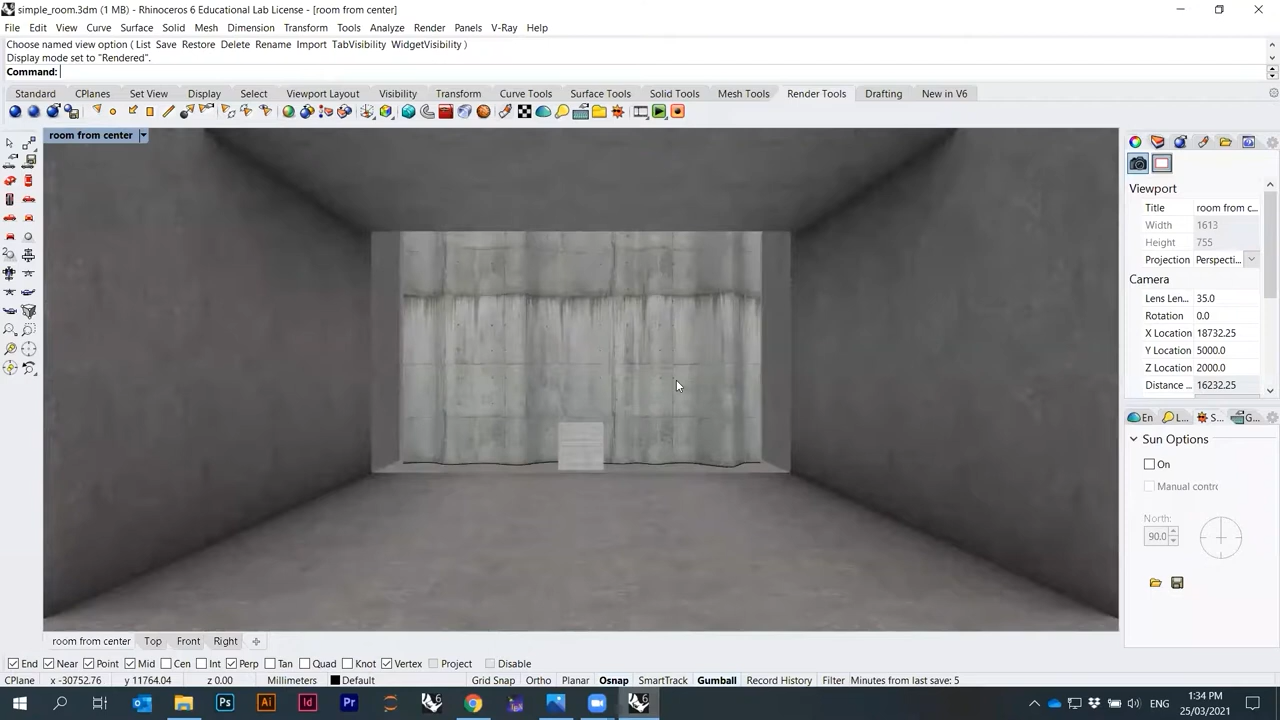 simple_room.3dm (1 MB) - Rhinoceros 6 Educational Lab License - [room from center]
File Edit View Curve Surface Solid Mesh Dimension Transform Tools Analyze Render Panels V-Ray Help
Choose named view option ( List Save Restore Delete Rename Import TabVisibility WidgetVisibility )
Display mode set to "Rendered".
Command:
Standard CPlanes Set View Display Select Viewport Layout Visibility Transform Curve Tools Surface Tools Solid Tools Mesh Tools Render Tools Drafting New in V6
room from center
Viewport
Title room from c...
Width 1613
Height 755
Projection Perspecti...
Camera
Lens Len... 35.0
Rotation 0.0
X Location 18732.25
Y Location 5000.0
Z Location 2000.0
Distance ... 16232.25
En L... S... G...
Sun Options
On
Manual contrc
North:
90.0
room from center Top Front Right
End Near Point Mid Cen Int Perp Tan Quad Knot Vertex Project Disable
CPlane x -30752.76 y 11764.04 z 0.00 Millimeters Default Grid Snap Ortho Planar Osnap SmartTrack Gumball Record History Filter Minutes from last save: 5
Ps Ai Id Pr 6 6
1:34 PM
25/03/2021